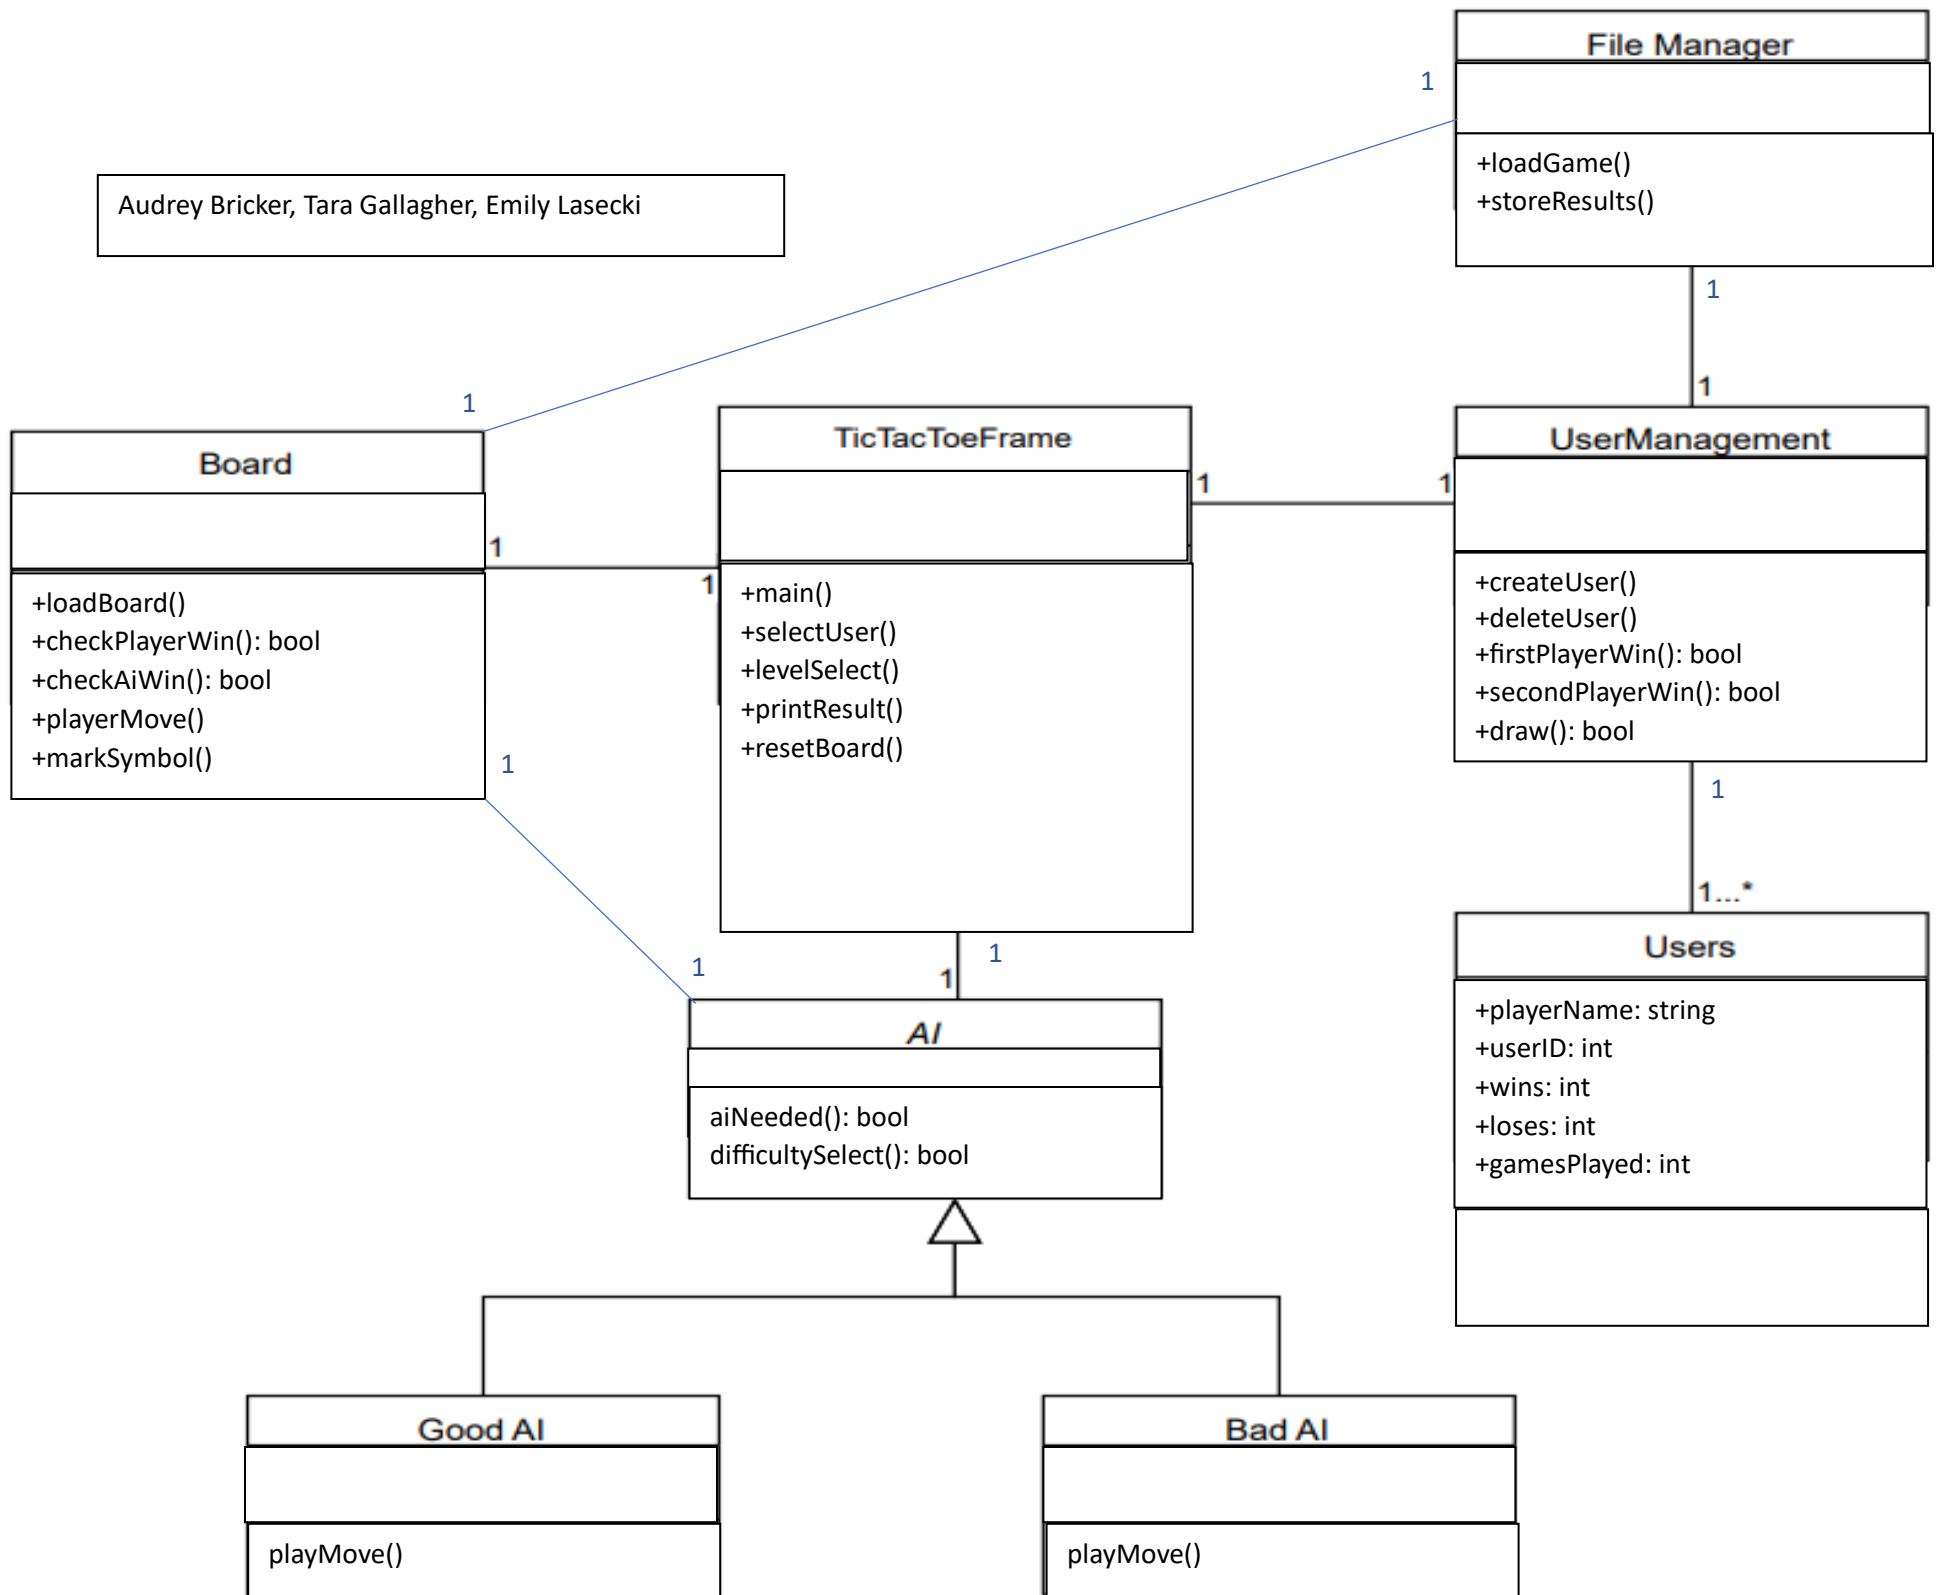 File Manager
1
+loadGame()
+storeResults()
Audrey Bricker, Tara Gallagher, Emily Lasecki
1
1
1
Board
TicTacToeFrame
UserManagement
1
1
1
1
+loadBoard()
+checkPlayerWin(): bool
+checkAiWin(): bool
+playerMove()
+markSymbol()
+main()
+selectUser()
+levelSelect()
+printResult()
+resetBoard()
+createUser()
+deleteUser()
+firstPlayerWin(): bool
+secondPlayerWin(): bool
+draw(): bool
1
1
1...*
1
1
1
Users
+playerName: string
+userID: int
+wins: int
+loses: int
+gamesPlayed: int
AI
aiNeeded(): bool
difficultySelect(): bool
Good AI
playMove()
Bad AI
playMove()